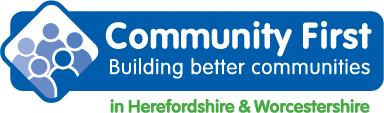 Community First
Building better communities
in Herefordshire & Worcestershire